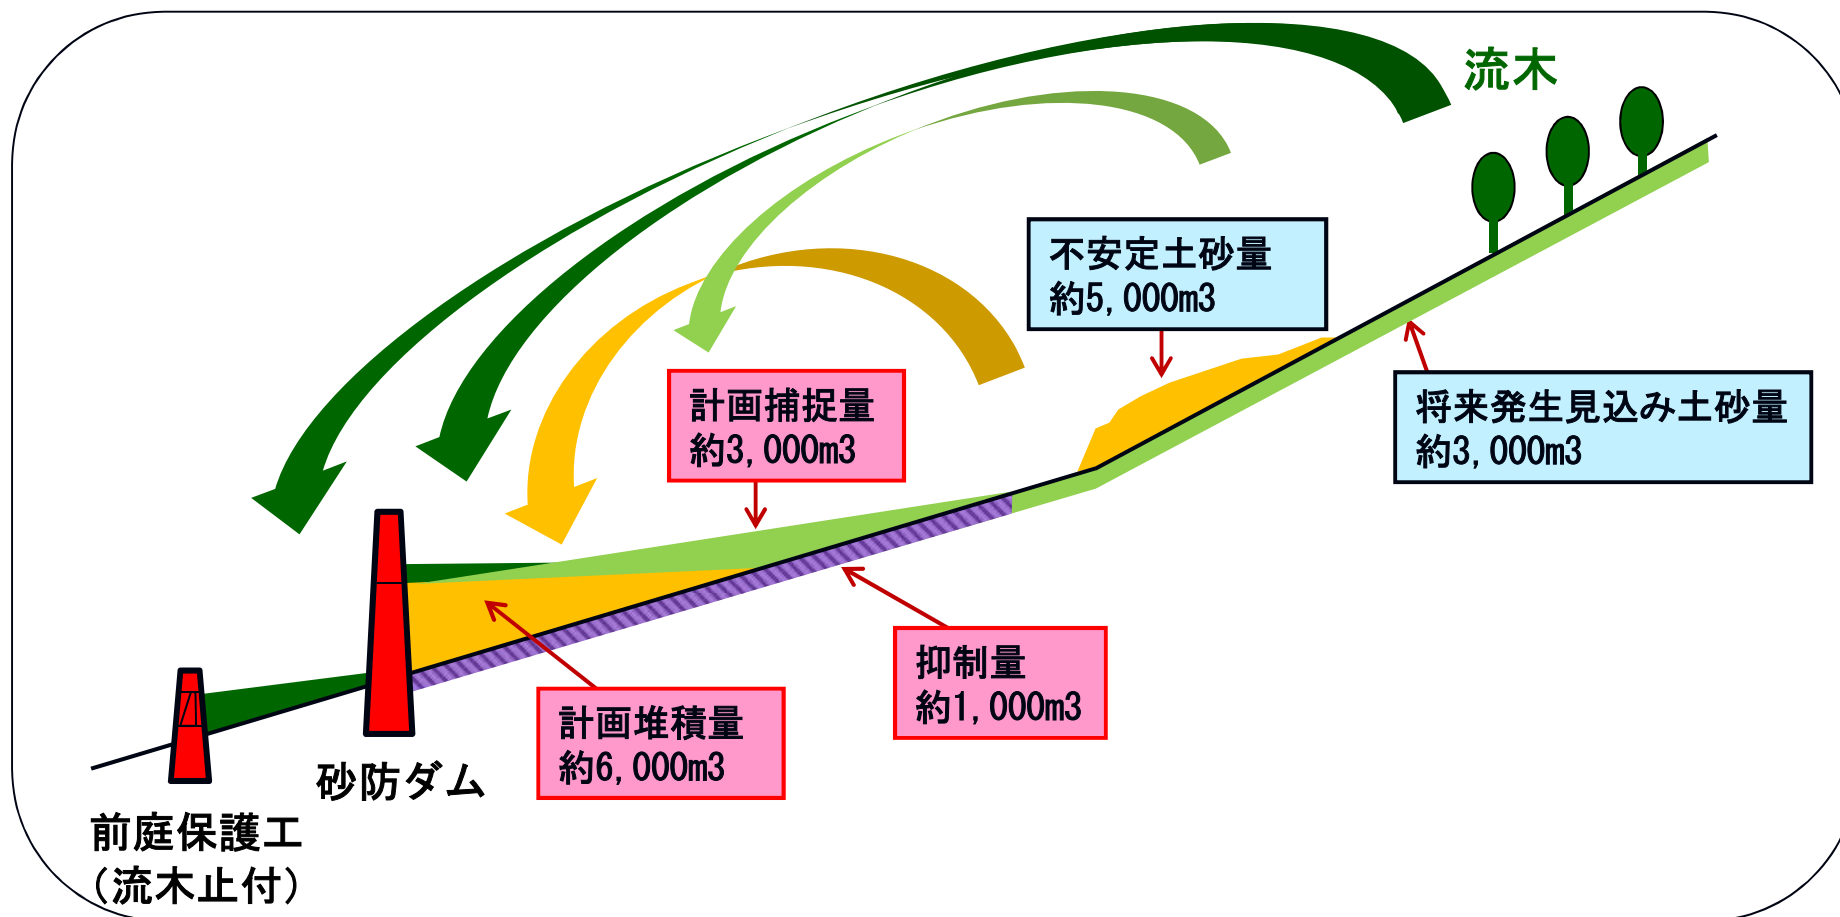 流木
不安定土砂量
約5,000m3
将来発生見込み土砂量
約3,000m3
計画捕捉量
約3,000m3
抑制量
約1,000m3
計画堆積量
約6,000m3
砂防ダム
前庭保護工
（流木止付）